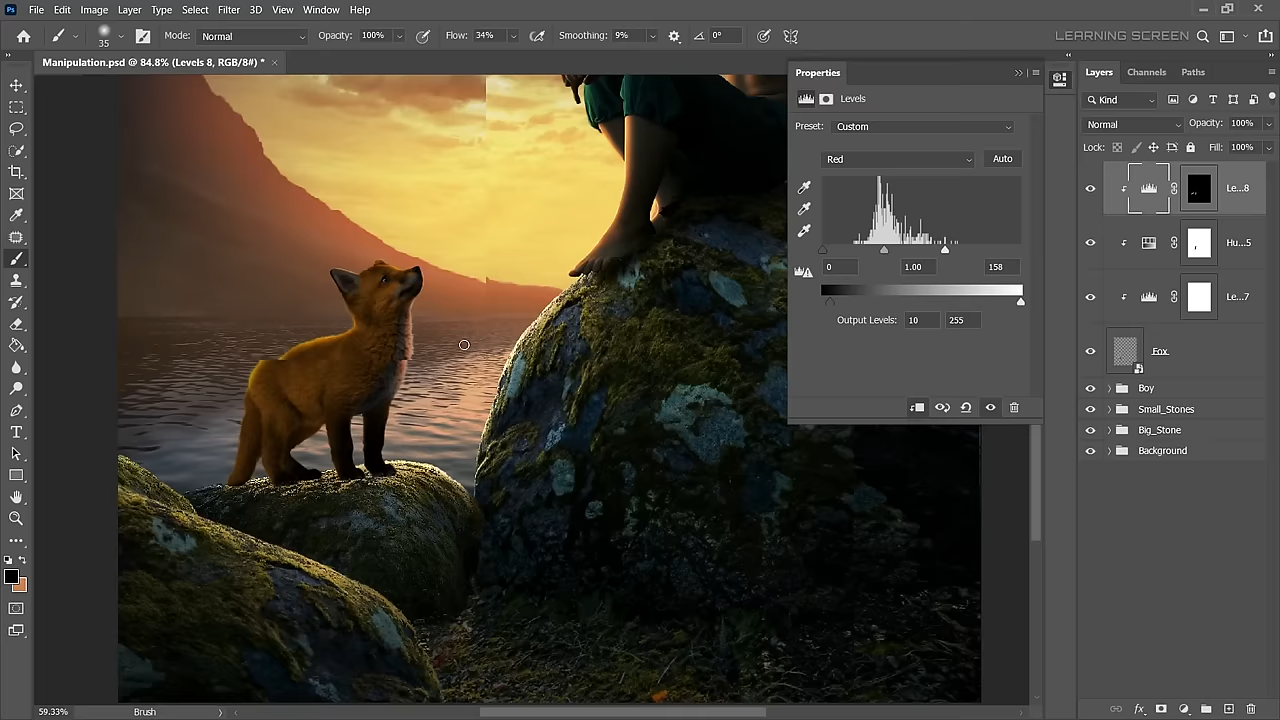 Ps File Edit Image Layer Type Select Filter 3D View Window Help
35 Mode: Normal Opacity: 100% Flow: 34% Smoothing: 9% 0° LEARNING SCREEN
Manipulation.psd @ 84.8% (Levels 8, RGB/8#) *
Properties
Levels
Preset: Custom
Red Auto
0 1.00 158
Output Levels: 10 255
Layers Channels Paths
Kind
Normal Opacity: 100%
Lock: Fill: 100%
Le...8
Hu...5
Le...7
Fox
Boy
Small_Stones
Big_Stone
Background
59.33% Brush